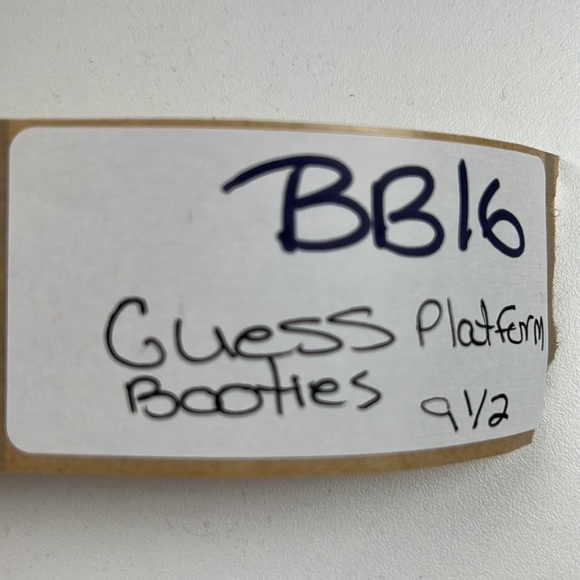 BB16
Guess Platform
Booties 9 1/2